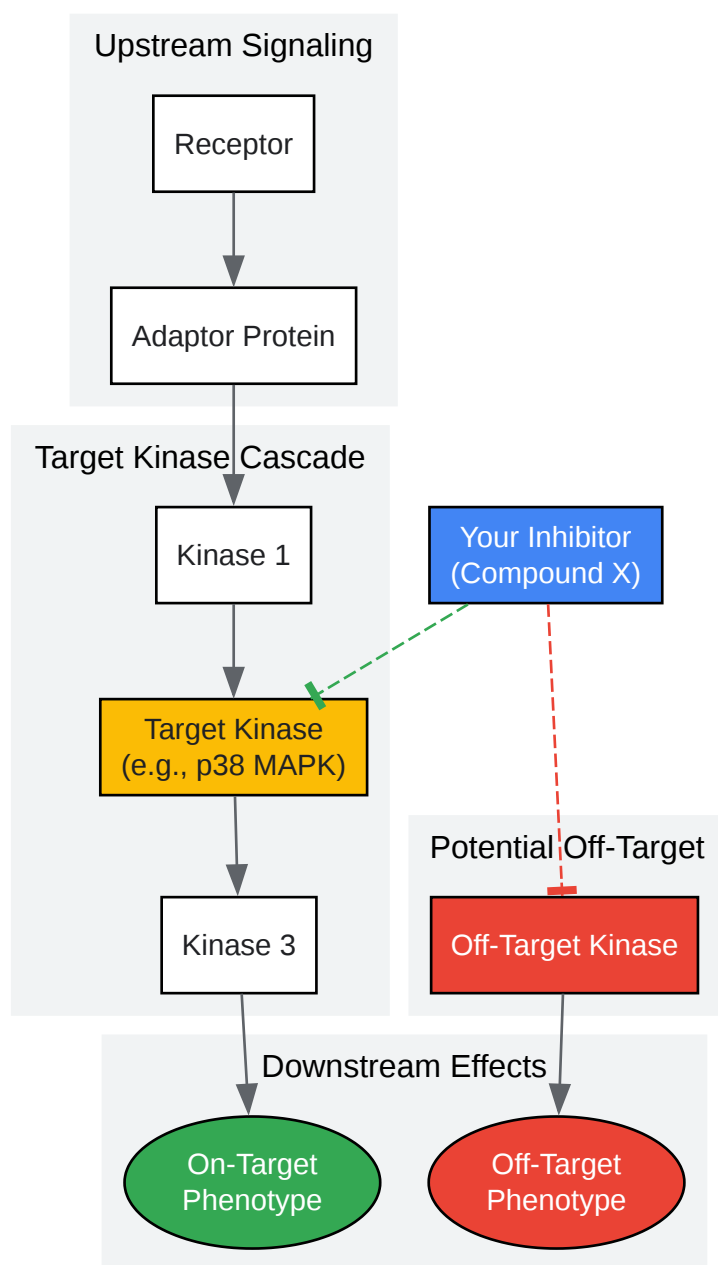 Upstream Signaling
Receptor
Adaptor Protein
Target Kinase Cascade
Kinase 1
Your Inhibitor
(Compound X)
Target Kinase
(e.g., p38 MAPK)
Potential Off-Target
Kinase 3
Off-Target Kinase
Downstream Effects
On-Target
Phenotype
Off-Target
Phenotype